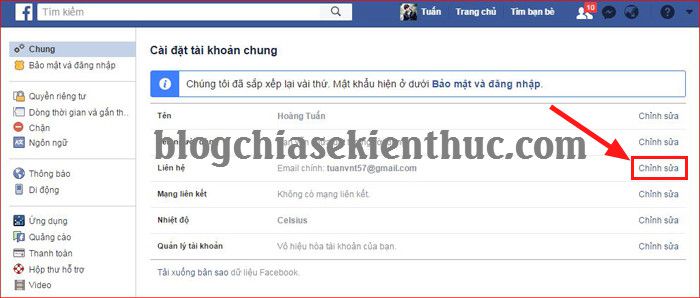 f Tìm kiếm Tuấn Trang chủ Tìm bạn bè 10 ?
Chung
Bảo mật và đăng nhập
Quyền riêng tư
Dòng thời gian và gắn th...
Chặn
Ngôn ngữ
Thông báo
Di động
Ứng dụng
Quảng cáo
Thanh toán
Hộp thư hỗ trợ
Video
Cài đặt tài khoản chung
i Chúng tôi đã sắp xếp lại vài thứ. Mật khẩu hiện ở dưới Bảo mật và đăng nhập.
Tên Hoàng Tuấn Chỉnh sửa
Chỉnh sửa
blogchiasekienthuc.com
Liên hệ Email chính: tuanvnt57@gmail.com Chỉnh sửa
Mạng liên kết Không có mạng liên kết. Chỉnh sửa
Nhiệt độ Celsius Chỉnh sửa
Quản lý tài khoản Vô hiệu hóa tài khoản của bạn. Chỉnh sửa
Tải xuống bản sao dữ liệu Facebook.